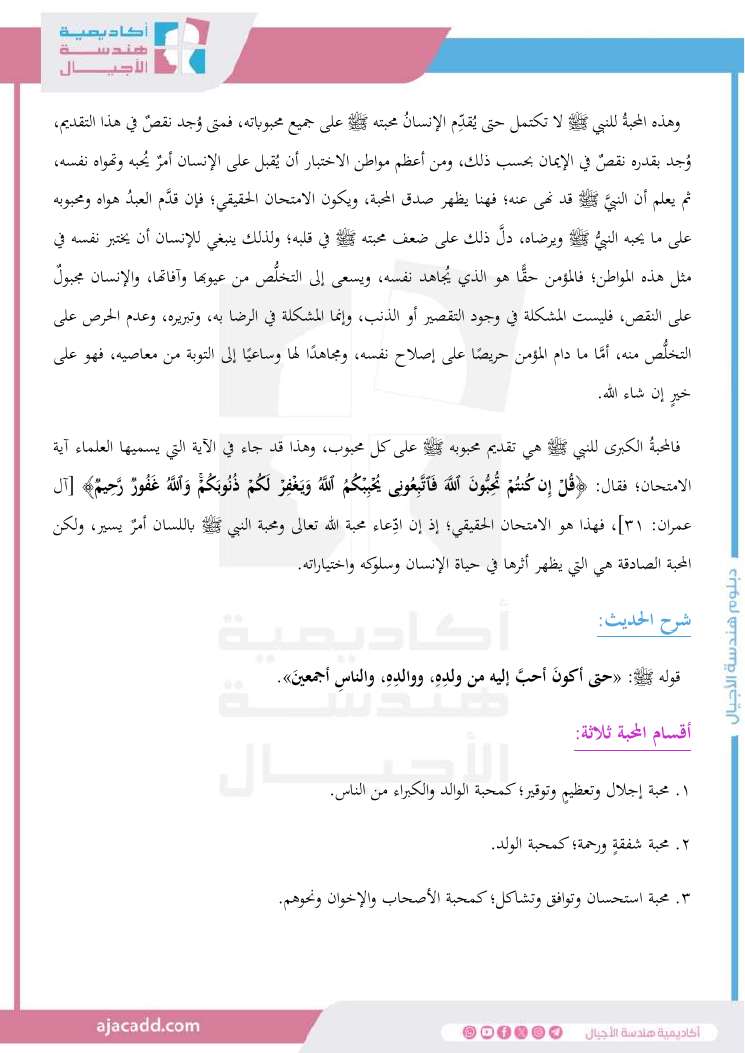 أكاديمية
هندسة
الأجيال
وهذه المحبةُ للنبي ﷺ لا تكتمل حتى يُقدِّم الإنسانُ محبته ﷺ على جميع محبوباته، فمتى وُجد نقصٌ في هذا التقديم،
وُجد بقدره نقصٌ في الإيمان بحسب ذلك، ومن أعظم مواطن الاختبار أن يُقبل على الإنسان أمرٌ يُحبه وتهواه نفسه،
ثم يعلم أن النبيَّ ﷺ قد نهى عنه؛ فهنا يظهر صدق المحبة، ويكون الامتحان الحقيقي؛ فإن قدَّم العبدُ هواه ومحبوبه
على ما يحبه النبيُّ ﷺ ويرضاه، دلَّ ذلك على ضعف محبته ﷺ في قلبه؛ ولذلك ينبغي للإنسان أن يختبر نفسه في
مثل هذه المواطن؛ فالمؤمن حقًّا هو الذي يُجاهد نفسه، ويسعى إلى التخلُّص من عيوبها وآفاتها، والإنسان مجبولٌ
على النقص، فليست المشكلة في وجود التقصير أو الذنب، وإنما المشكلة في الرضا به، وتبريره، وعدم الحرص على
التخلُّص منه، أمَّا ما دام المؤمن حريصًا على إصلاح نفسه، ومجاهدًا لها وساعيًا إلى التوبة من معاصيه، فهو على
خيرٍ إن شاء الله.
فالمحبةُ الكبرى للنبي ﷺ هي تقديم محبوبه ﷺ على كل محبوب، وهذا قد جاء في الآية التي يسميها العلماء آية
الامتحان؛ فقال: ﴿قُلْ إِن كُنتُمْ تُحِبُّونَ ٱللَّهَ فَٱتَّبِعُونِى يُحْبِبْكُمُ ٱللَّهُ وَيَغْفِرْ لَكُمْ ذُنُوبَكُمْ ۗ وَٱللَّهُ غَفُورٌ رَّحِيمٌ﴾ [آل
عمران: ٣١]، فهذا هو الامتحان الحقيقي؛ إذ إن ادِّعاء محبة الله تعالى ومحبة النبي ﷺ باللسان أمرٌ يسير، ولكن
المحبة الصادقة هي التي يظهر أثرها في حياة الإنسان وسلوكه واختياراته.
شرح الحديث:
قوله ﷺ: «حتى أكونَ أحبَّ إليه من ولدِهِ، ووالدِهِ، والناسِ أجمعينَ».
أقسام المحبة ثلاثة:
١. محبة إجلال وتعظيمٍ وتوقير؛ كمحبة الوالد والكبراء من الناس.
٢. محبة شفقةٍ ورحمة؛ كمحبة الولد.
٣. محبة استحسان وتوافق وتشاكل؛ كمحبة الأصحاب والإخوان ونحوهم.
أكاديمية
هندسة
الأجيال
دبلوم هندسة الأجيال
أكاديمية هندسة الأجيال
ajacadd.com